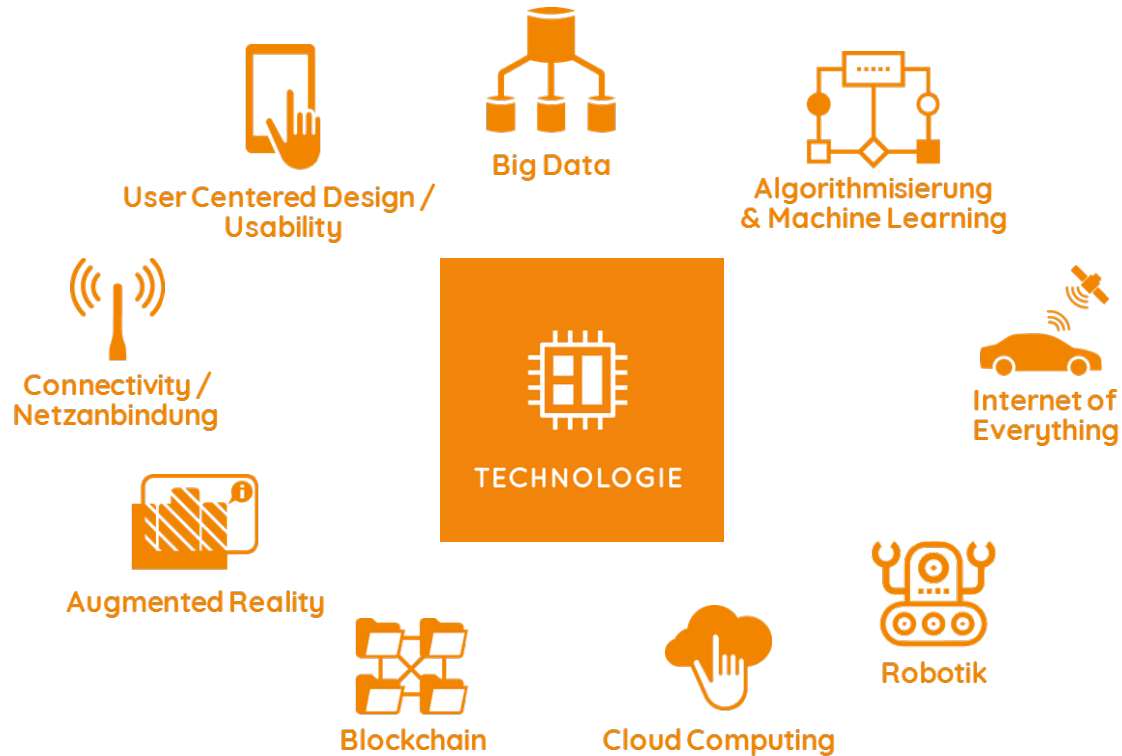 Big Data
User Centered Design /
Usability
Algorithmisierung
& Machine Learning
Connectivity /
Netzanbindung
Internet of
Everything
TECHNOLOGIE
i
Augmented Reality
Robotik
Blockchain
Cloud Computing